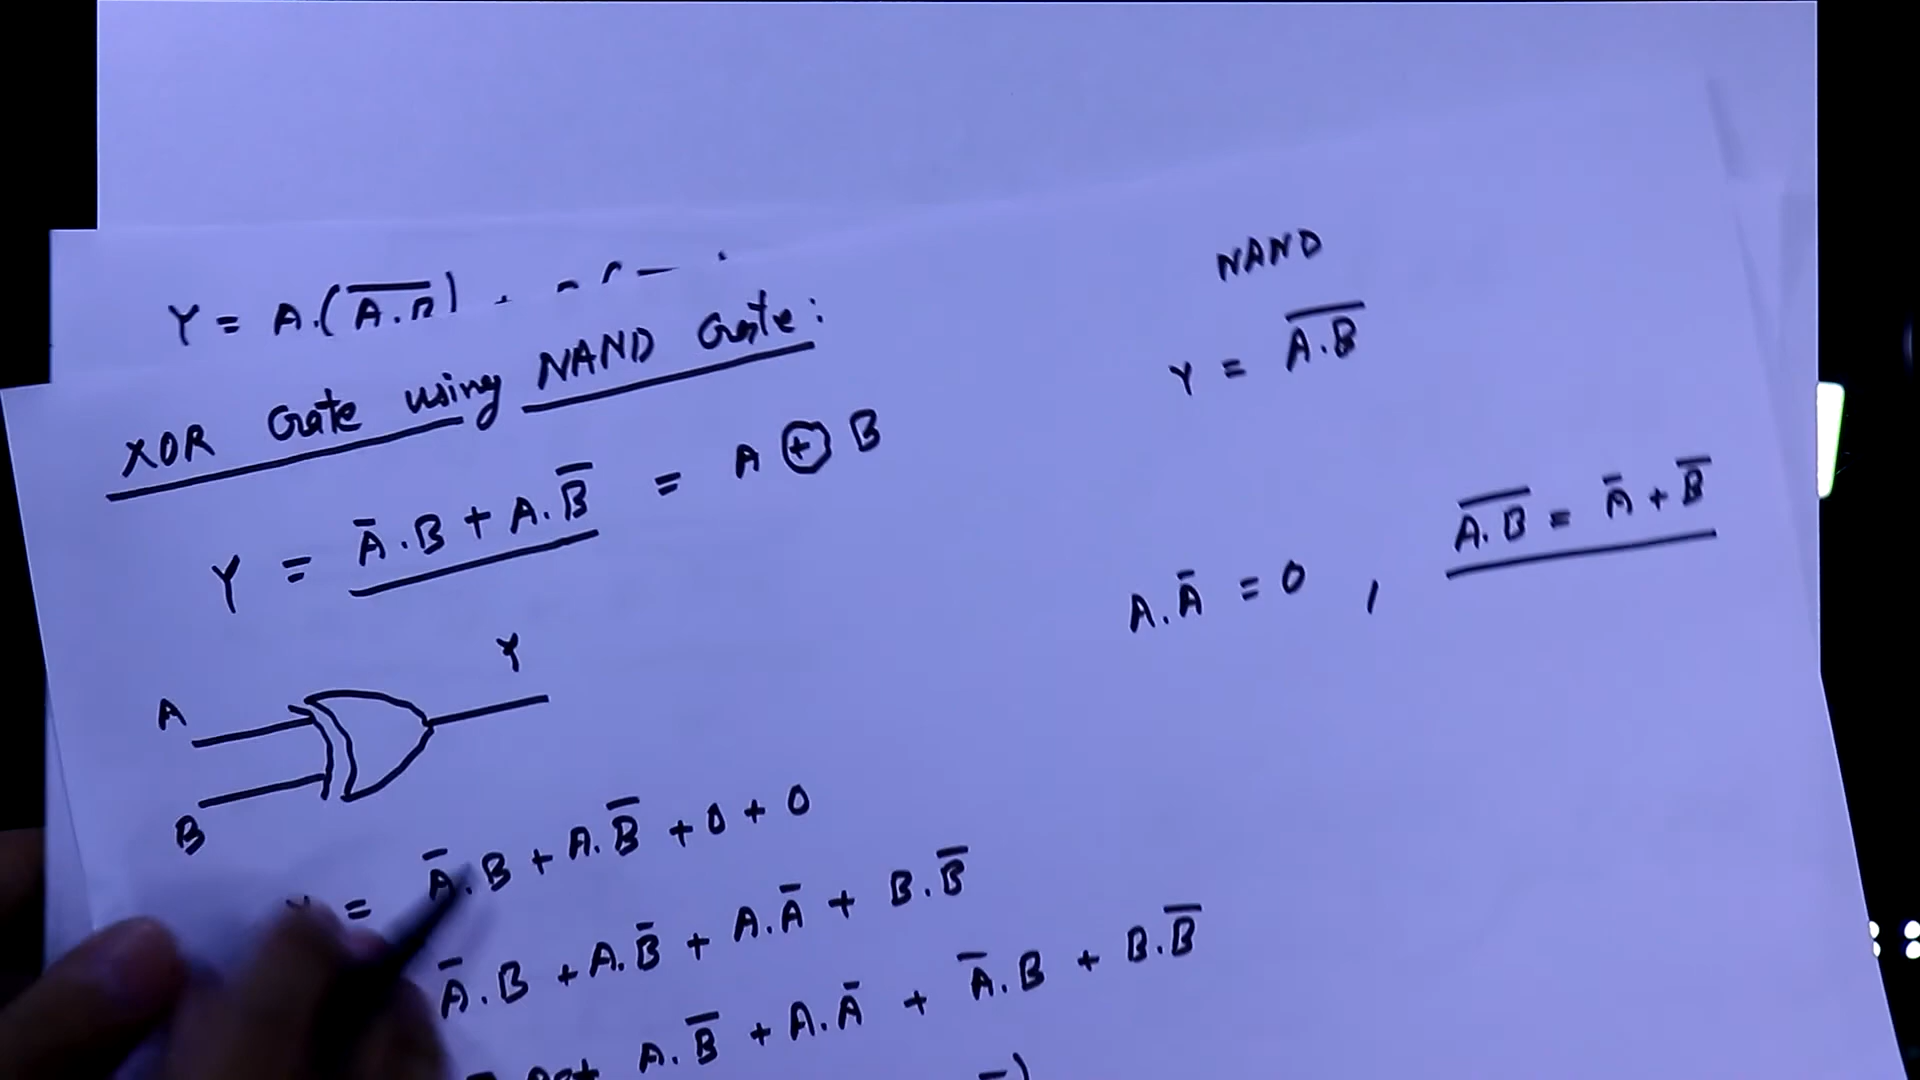 Y = A.(A̅.̅B̅)
XOR Gate using NAND Gate:
Y = A̅.B + A.B̅ = A ⊕ B
NAND
Y = A̅.̅B̅
A.A̅ = 0 , A̅.̅B̅ = A̅ + B̅
Y
A
B
= A̅.B + A.B̅ + 0 + 0
A̅.B + A.B̅ + A.A̅ + B.B̅
A.B̅ + A.A̅ + A̅.B + B.B̅